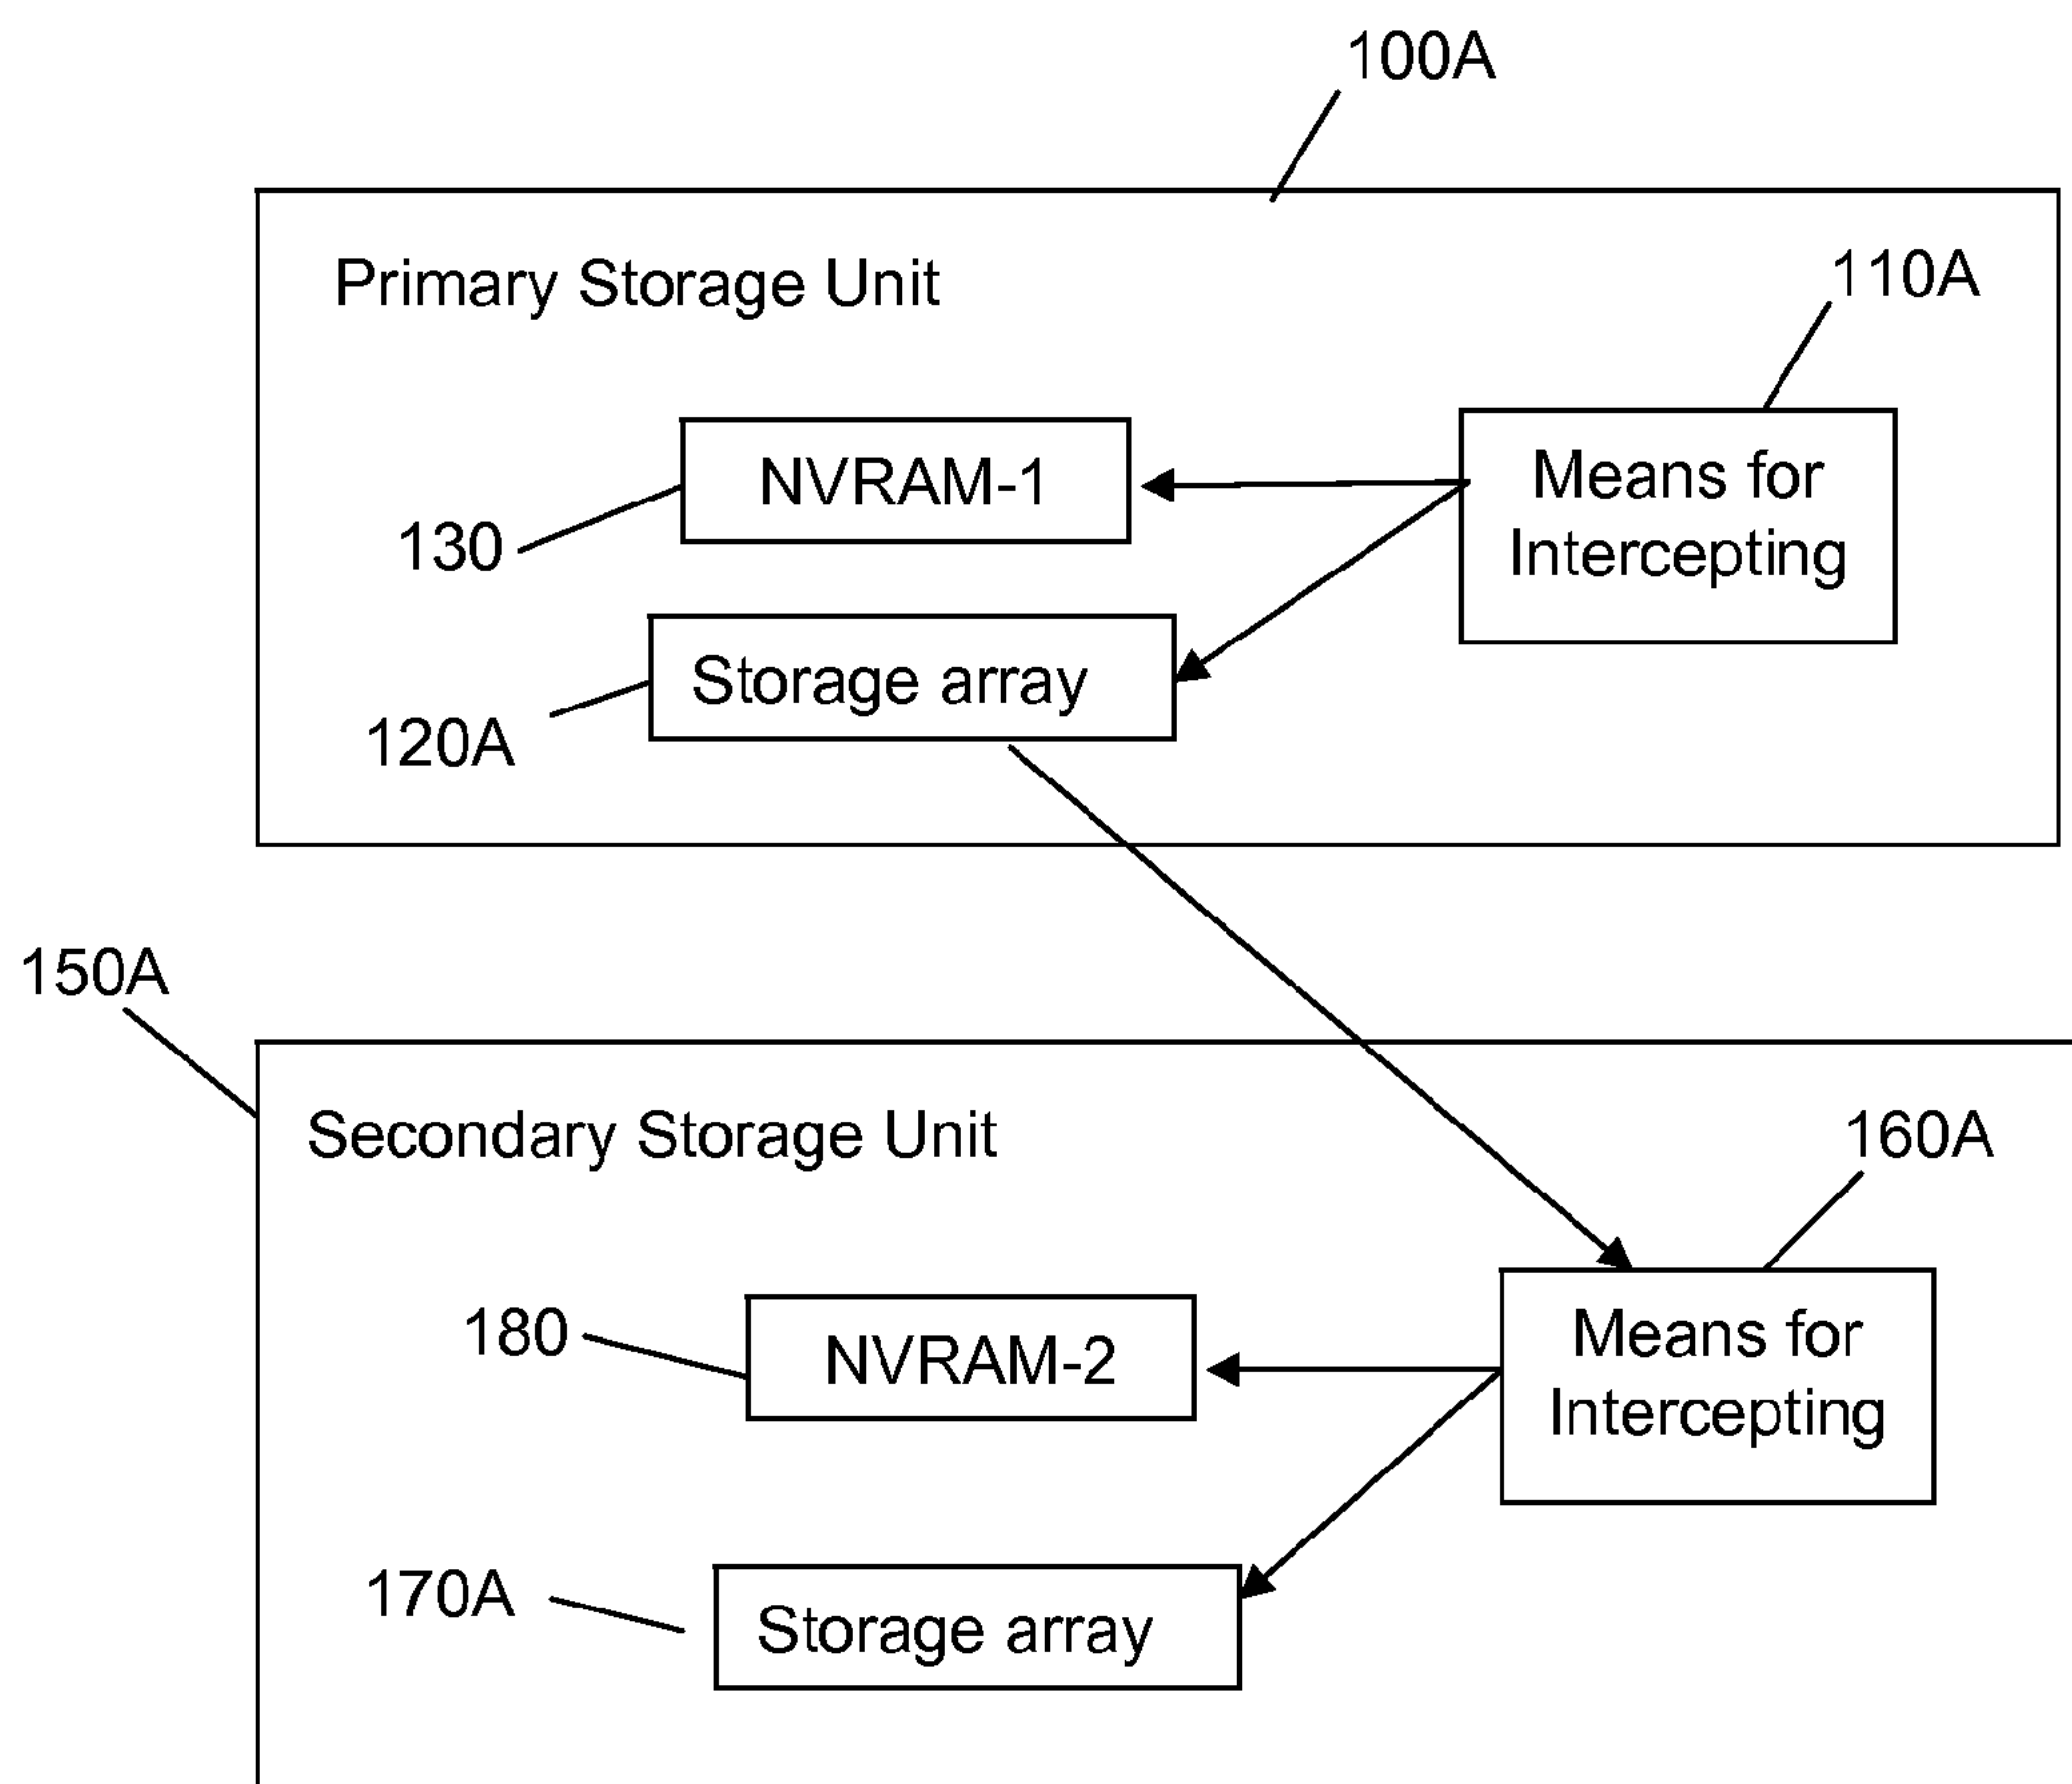 100A
Primary Storage Unit
110A
NVRAM-1
Means for
Intercepting
130
Storage array
120A
150A
Secondary Storage Unit
160A
180
NVRAM-2
Means for
Intercepting
170A
Storage array